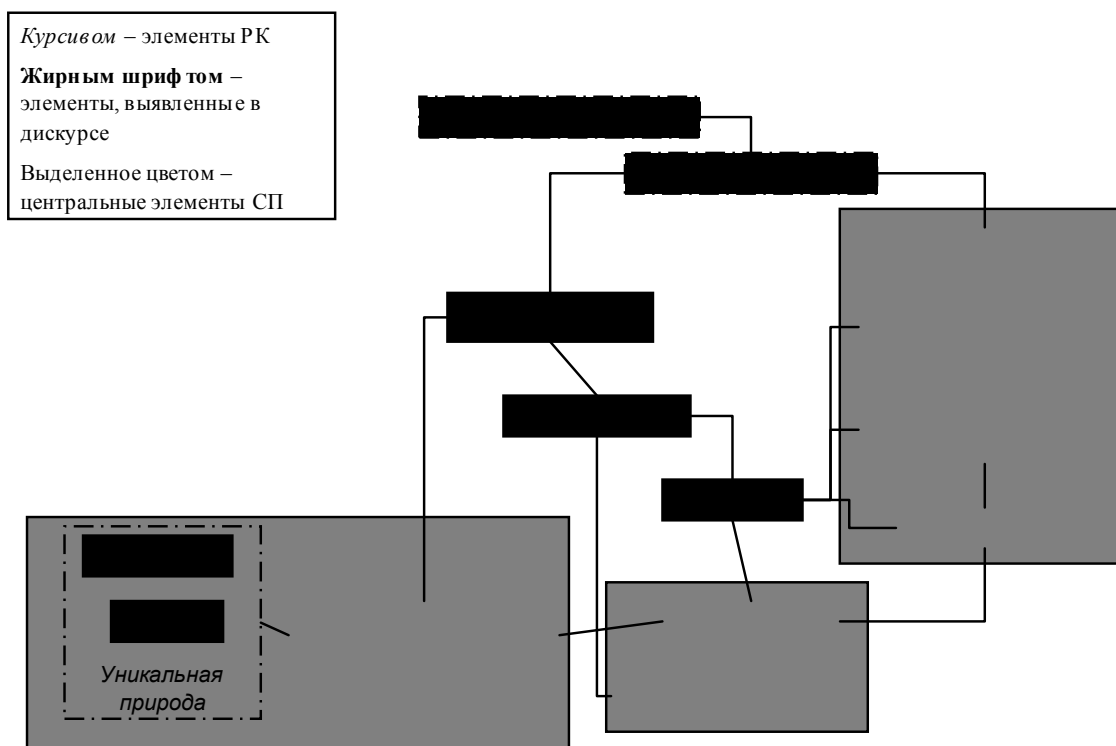 Курсивом – элементы РК
Жирным шрифтом –
элементы, выявленные в
дискурсе
Выделенное цветом –
центральные элементы СП
Уникальная
природа